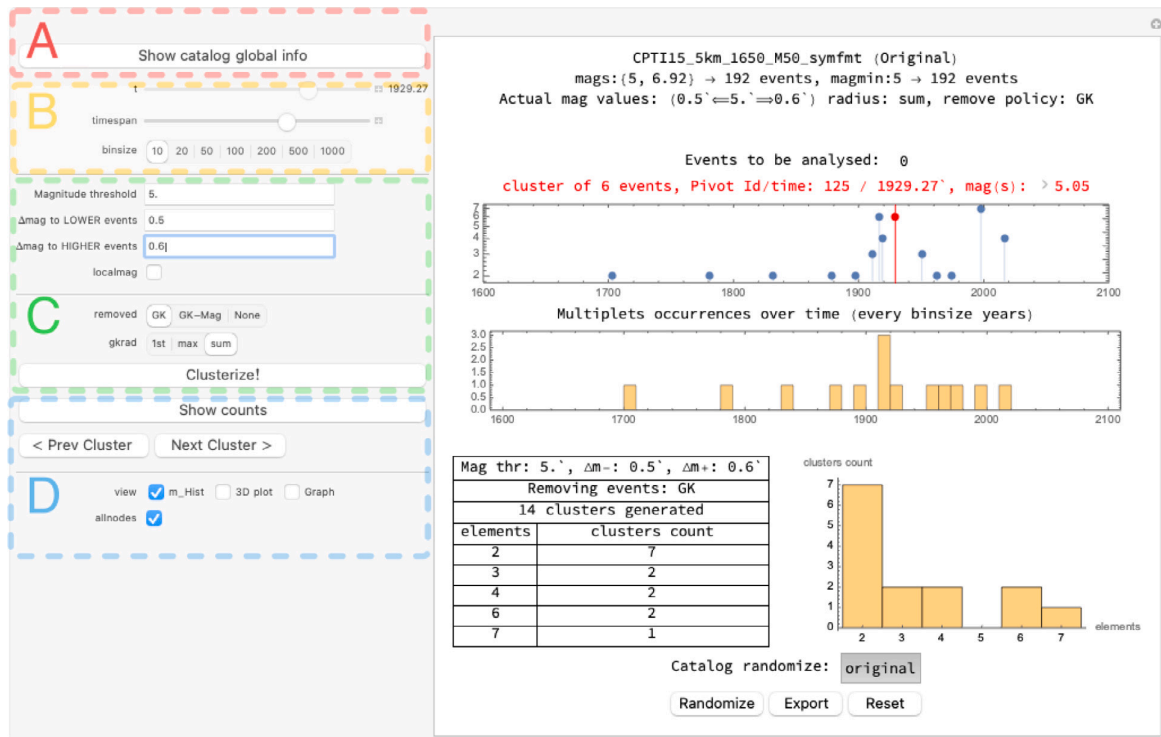 A
Show catalog global info
B
t 1929.27
timespan
binsize 10 20 50 100 200 500 1000
Magnitude threshold 5.
Δmag to LOWER events 0.5
Δmag to HIGHER events 0.6
localmag
C
removed GK GK-Mag None
gkrad 1st max sum
Clusterize!
Show counts
< Prev Cluster Next Cluster >
D
view m_Hist 3D plot Graph
allnodes
CPTI15_5km_1650_M50_symfmt (Original)
mags:{5, 6.92} → 192 events, magmin:5 → 192 events
Actual mag values: (0.5`⟸5.`⟹0.6`) radius: sum, remove policy: GK
Events to be analysed: 0
cluster of 6 events, Pivot Id/time: 125 / 1929.27`, mag(s): > 5.05
7
6
5
4
3
2
1600 1700 1800 1900 2000 2100
Multiplets occurrences over time (every binsize years)
3.0
2.5
2.0
1.5
1.0
0.5
0.0
1600 1700 1800 1900 2000 2100
Mag thr: 5.`, Δm-: 0.5`, Δm+: 0.6`
Removing events: GK
14 clusters generated
elements clusters count
2 7
3 2
4 2
6 2
7 1
clusters count
7
6
5
4
3
2
1
0
2 3 4 5 6 7
elements
Catalog randomize: original
Randomize Export Reset